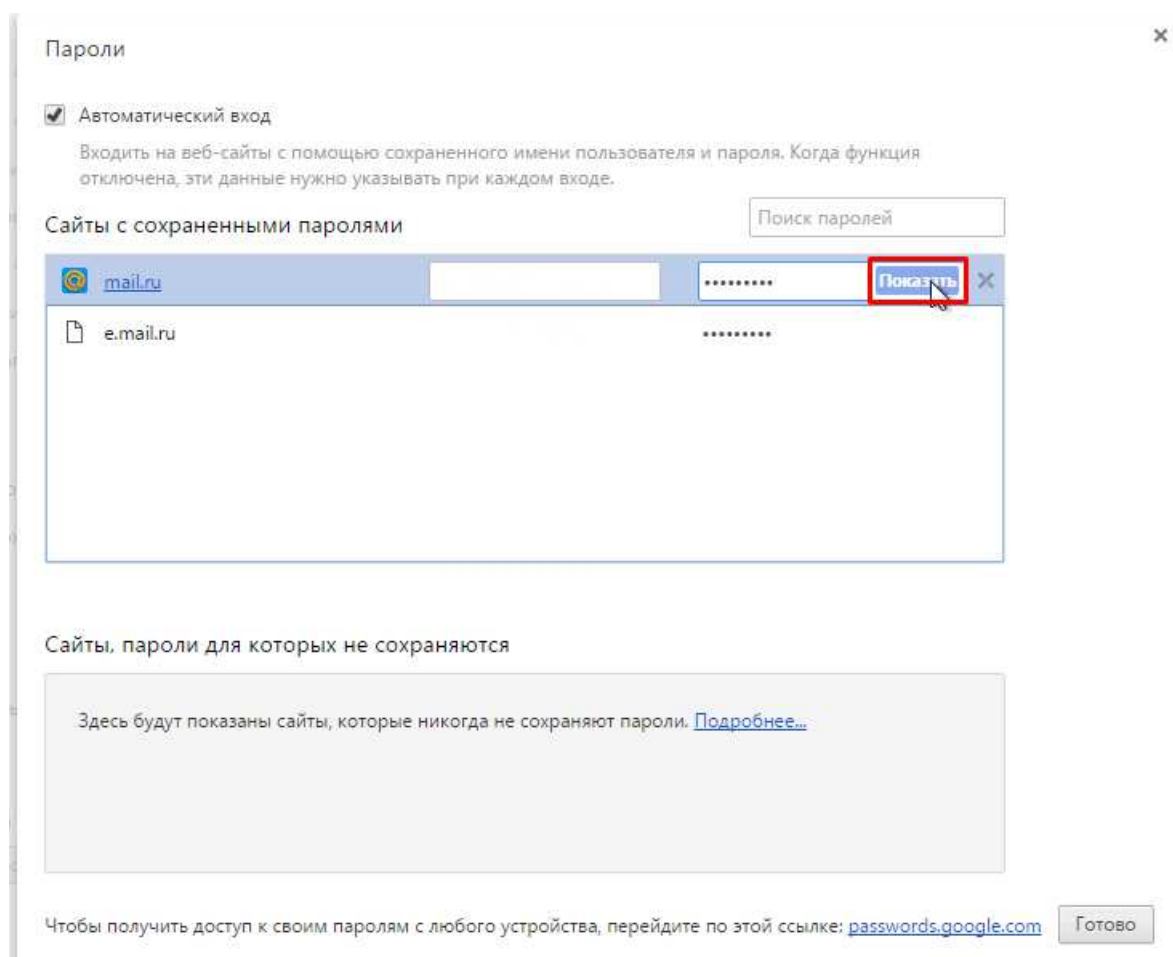 Пароли
Автоматический вход
Входить на веб-сайты с помощью сохраненного имени пользователя и пароля. Когда функция
отключена, эти данные нужно указывать при каждом входе.
Сайты с сохраненными паролями
Поиск паролей
mail.ru ••••••••• Показать
e.mail.ru •••••••••
Сайты, пароли для которых не сохраняются
Здесь будут показаны сайты, которые никогда не сохраняют пароли. Подробнее...
Чтобы получить доступ к своим паролям с любого устройства, перейдите по этой ссылке: passwords.google.com Готово